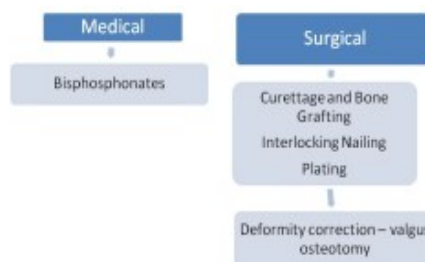 Medical
Bisphosphonates
Surgical
Curettage and Bone
Grafting
Interlocking Nailing
Plating
Deformity correction – valgus
osteotomy